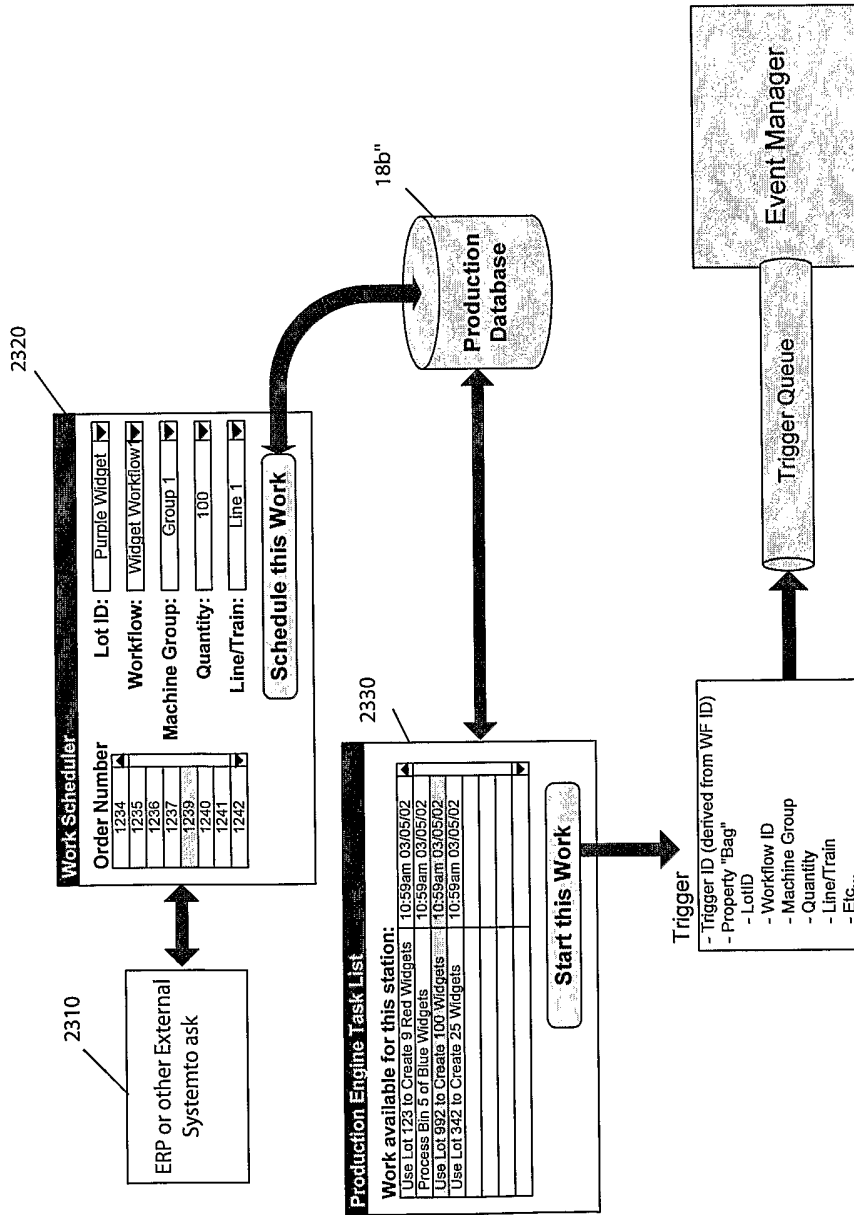 2310
ERP or other External
Systemto ask
2320
Work Scheduler
Order Number
1234
1235
1236
1237
1239
1240
1241
1242
Lot ID: Purple Widget
Workflow: Widget Workflow1
Machine Group: Group 1
Quantity: 100
Line/Train: Line 1
Schedule this Work
18b"
Production
Database
2330
Production Engine Task List
Work available for this station:
Use Lot 123 to Create 9 Red Widgets 10:59am 03/05/02
Process Bin 5 of Blue Widgets 10:59am 03/05/02
Use Lot 992 to Create 100 Widgets 10:59am 03/05/02
Use Lot 342 to Create 25 Widgets 10:59am 03/05/02
Start this Work
Trigger
- Trigger ID (derived from WF ID)
- Property "Bag"
- LotID
- Workflow ID
- Machine Group
- Quantity
- Line/Train
- Etc...
Trigger Queue
Event Manager